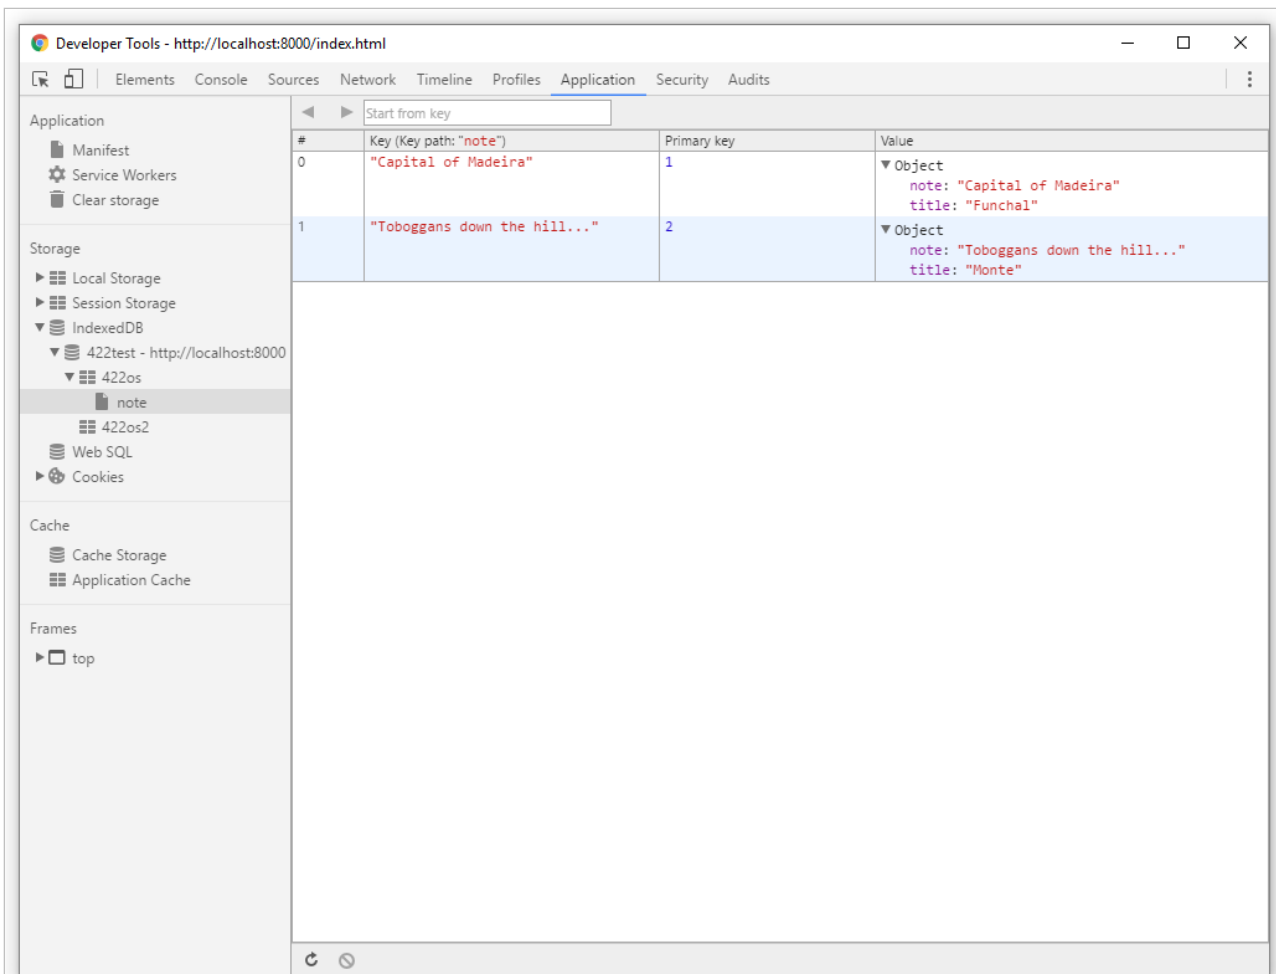 Developer Tools - http://localhost:8000/index.html
Elements Console Sources Network Timeline Profiles Application Security Audits
Application
Manifest
Service Workers
Clear storage
Storage
Local Storage
Session Storage
IndexedDB
422test - http://localhost:8000
422os
note
422os2
Web SQL
Cookies
Cache
Cache Storage
Application Cache
Frames
top
Start from key
# Key (Key path: "note") Primary key Value
0 "Capital of Madeira" 1 Object
note: "Capital of Madeira"
title: "Funchal"
1 "Toboggans down the hill..." 2 Object
note: "Toboggans down the hill..."
title: "Monte"